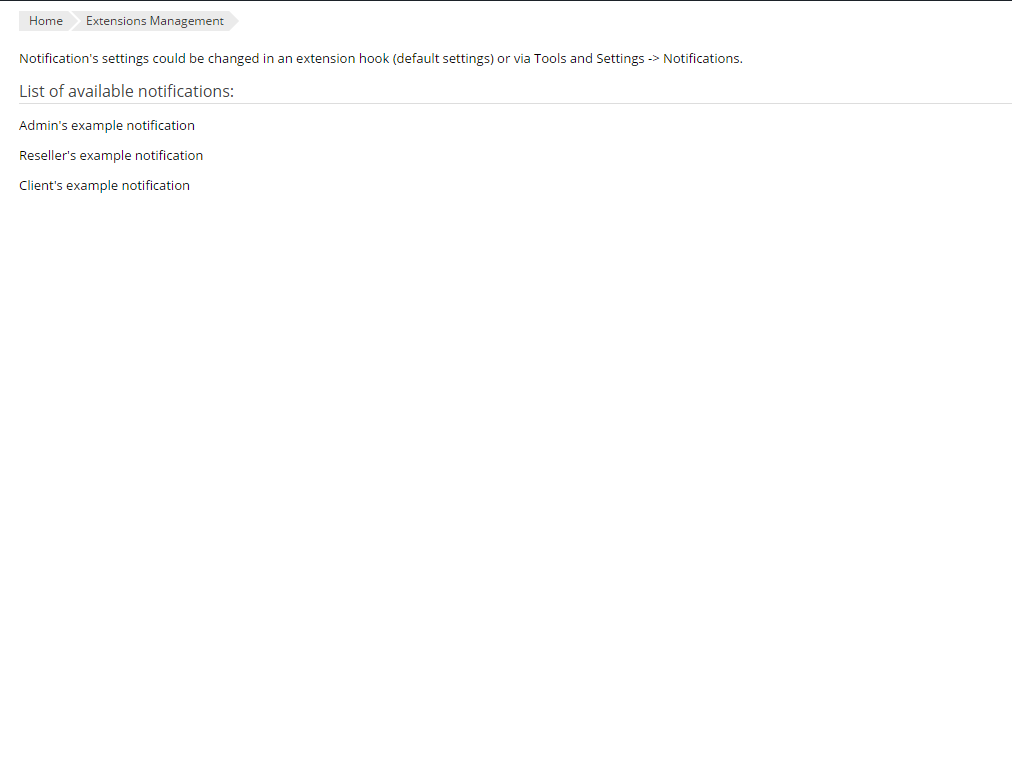 Home
Extensions Management
Notification's settings could be changed in an extension hook (default settings) or via Tools and Settings -> Notifications.
List of available notifications:
Admin's example notification
Reseller's example notification
Client's example notification